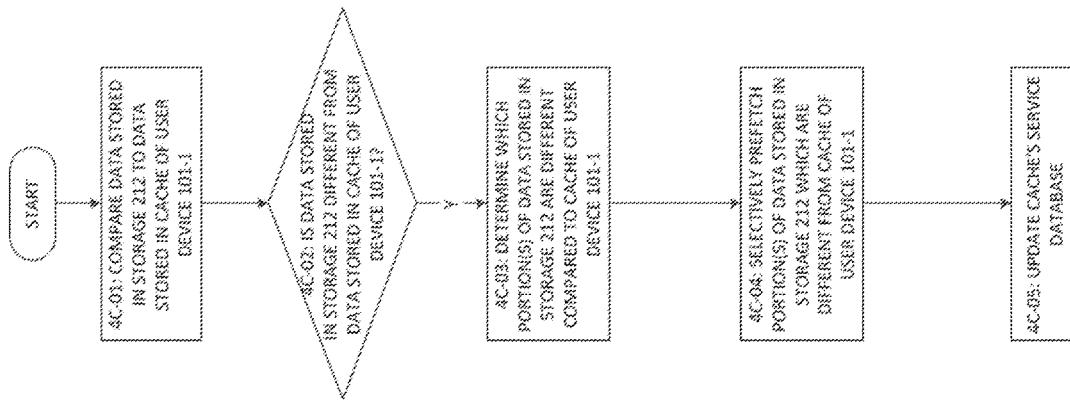 START
4C-01: COMPARE DATA STORED
IN STORAGE 212 TO DATA
STORED IN CACHE OF USER
DEVICE 101-1
4C-02: IS DATA STORED
IN STORAGE 212 DIFFERENT FROM
DATA STORED IN CACHE OF USER
DEVICE 101-1?
Y
4C-03: DETERMINE WHICH
PORTION(S) OF DATA STORED IN
STORAGE 212 ARE DIFFERENT
COMPARED TO CACHE OF USER
DEVICE 101-1
4C-04: SELECTIVELY PREFETCH
PORTION(S) OF DATA STORED IN
STORAGE 212 WHICH ARE
DIFFERENT FROM CACHE OF
USER DEVICE 101-1
4C-05: UPDATE CACHE'S SERVICE
DATABASE